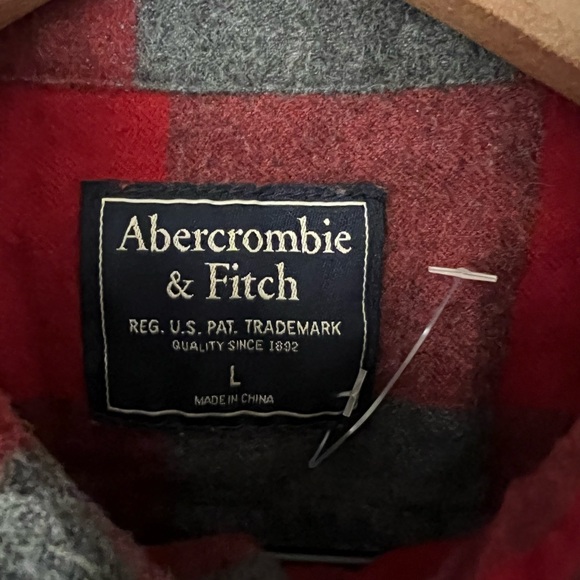 Abercrombie
& Fitch
REG. U.S. PAT. TRADEMARK
QUALITY SINCE 1892
L
MADE IN CHINA